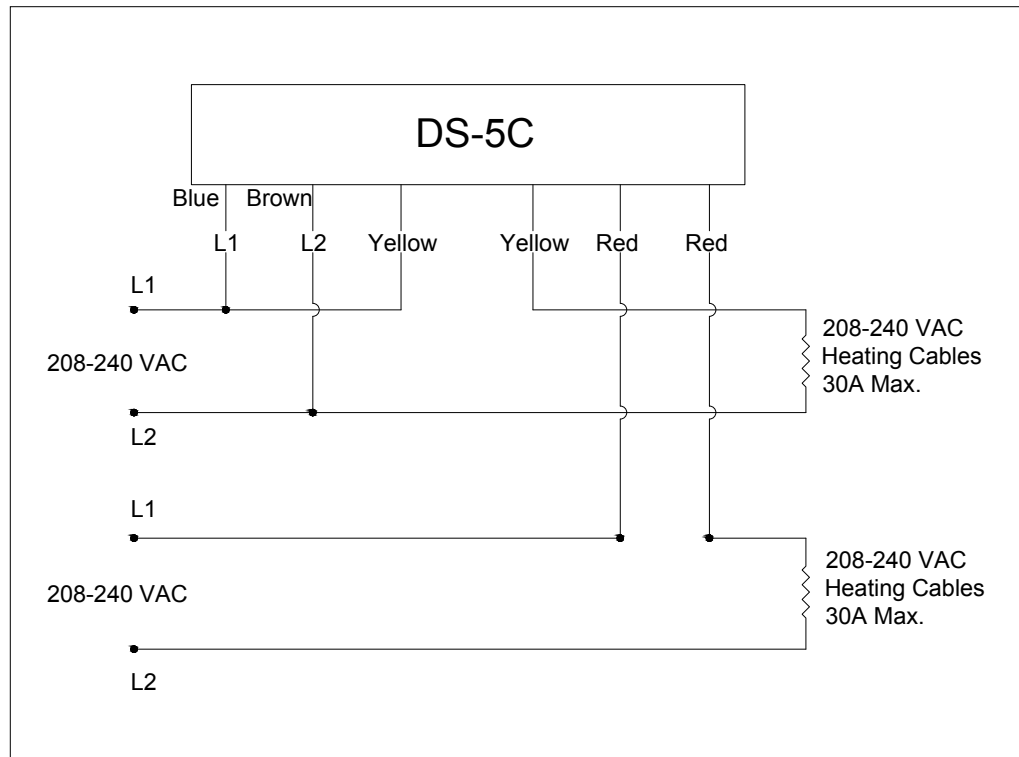 DS-5C
Blue Brown
L1 L2 Yellow Yellow Red Red
L1
208-240 VAC
Heating Cables
30A Max.
208-240 VAC
L2
L1
208-240 VAC
Heating Cables
30A Max.
208-240 VAC
L2